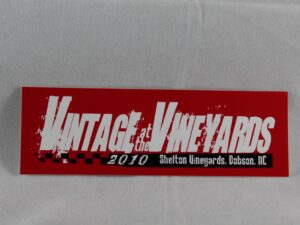 VINTAGE at the VINEYARDS
2010 Shelton Vineyards. Dobson, NC